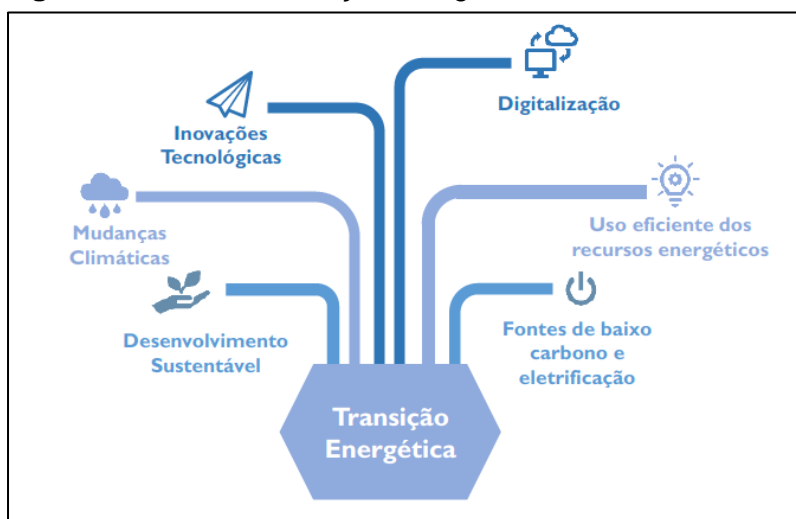 Digitalização
Inovações
Tecnológicas
Mudanças
Climáticas
Uso eficiente dos
recursos energéticos
Desenvolvimento
Sustentável
Fontes de baixo
carbono e
eletrificação
Transição
Energética